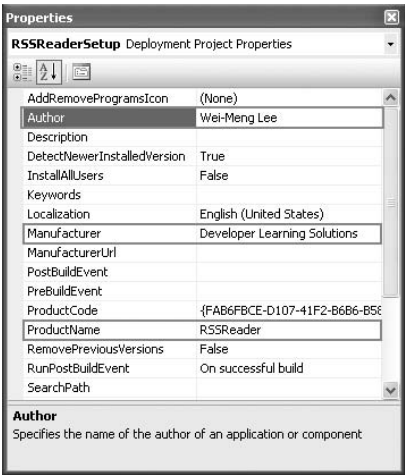 Properties
RSSReaderSetup Deployment Project Properties
AddRemoveProgramsIcon (None)
Author Wei-Meng Lee
Description
DetectNewerInstalledVersion True
InstallAllUsers False
Keywords
Localization English (United States)
Manufacturer Developer Learning Solutions
ManufacturerUrl
PostBuildEvent
PreBuildEvent
ProductCode {FAB6FBCE-D107-41F2-B6B6-B58
ProductName RSSReader
RemovePreviousVersions False
RunPostBuildEvent On successful build
SearchPath
Author
Specifies the name of the author of an application or component